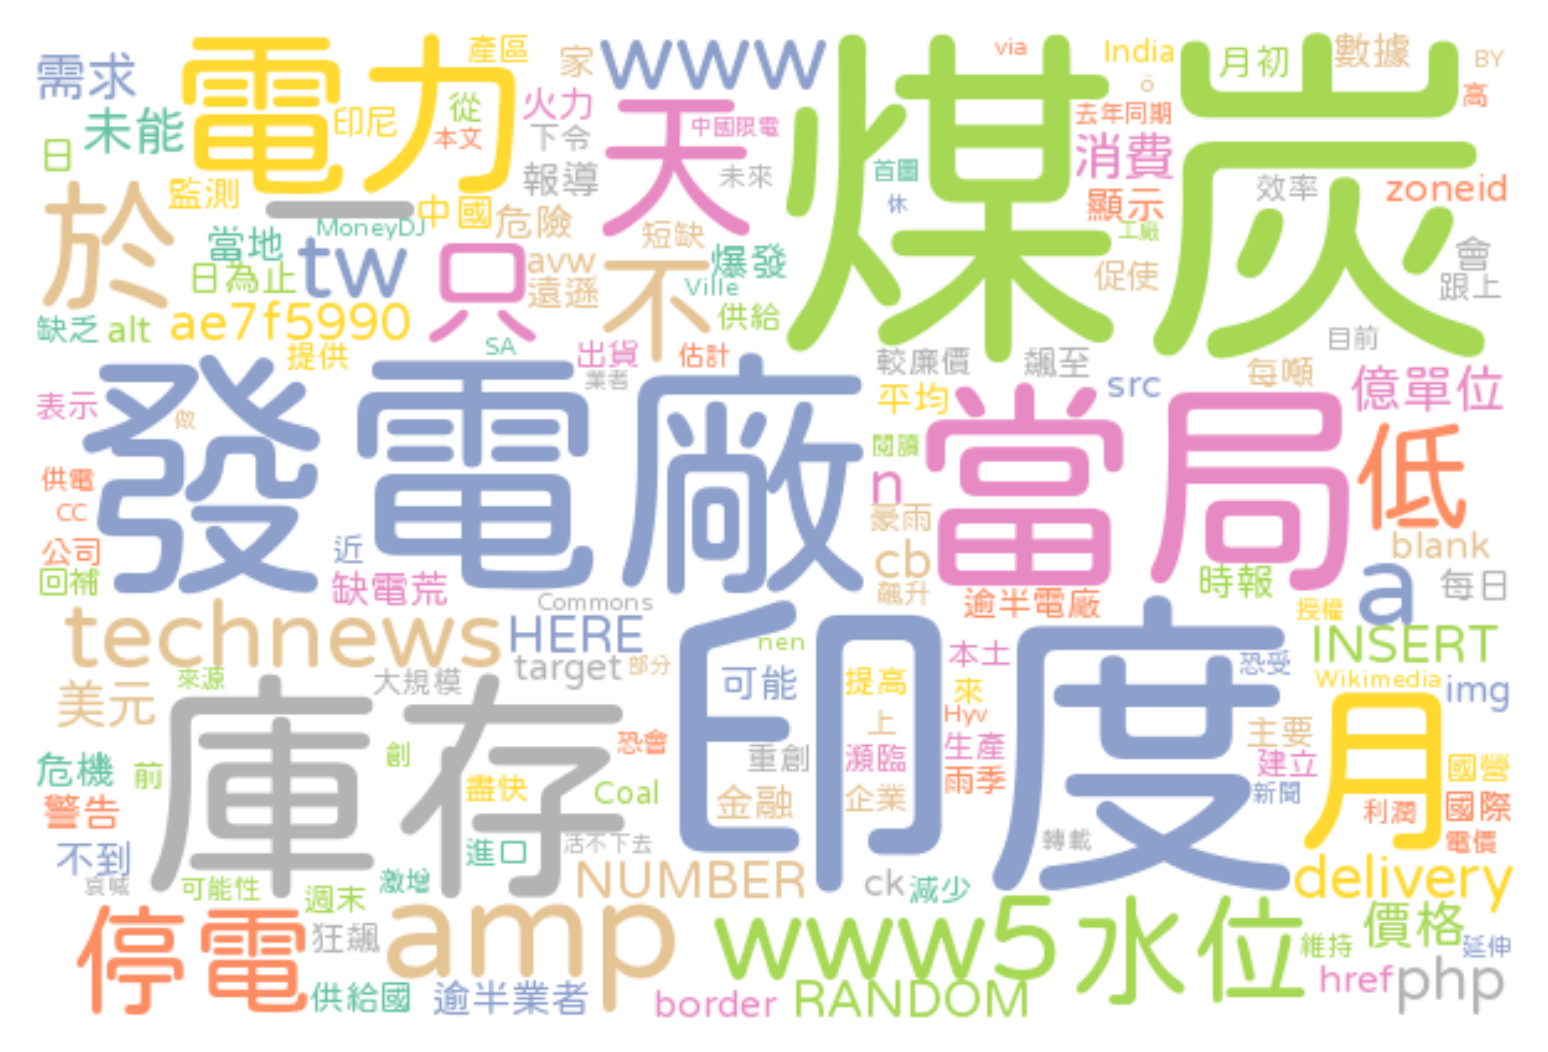 需求
電力
產區
家
www
煤炭
via
India
月初
數據
BY
未能
印尼
從
火力
天
中國限電
ō
去年同期
高
日
本文
下令
首圖
消費
監測
一
報導
未來
休
顯示
效率
zoneid
於
中國
危險
短缺
工廠
會
當地
MoneyDJ
tw
只
avw
不
爆發
促使
跟上
日為止
遠遜
Ville
缺乏
alt
ae7f5990
供給
目前
提供
SA
出貨
估計
較廉價
飆至
每噸
表示
業者
src
億單位
做
發電廠
平均
當局
低
供電
閱讀
n
CC
豪雨
公司
近
cb
blank
回補
缺電荒
飆升
時報
a
每日
Commons
逾半電廠
授權
technews
HERE
印度
hen
本土
恐受
INSERT
target
部分
來源
大規模
可能
提高
來
Wikimedia
img
美元
庫存
上
Hyv
主要
月
恐會
危機
前
創
重創
瀕臨
生產
建立
國營
盡快
Coal
金融
企業
雨季
新聞
利潤
國際
警告
活不下去
轉載
電價
不到
進口
哀喊
可能性
激增
NUMBER
ck
減少
delivery
週末
停電
amp
www5
水位
價格
狂飆
維持
延伸
供給國
逾半業者
border
RANDOM
href
php